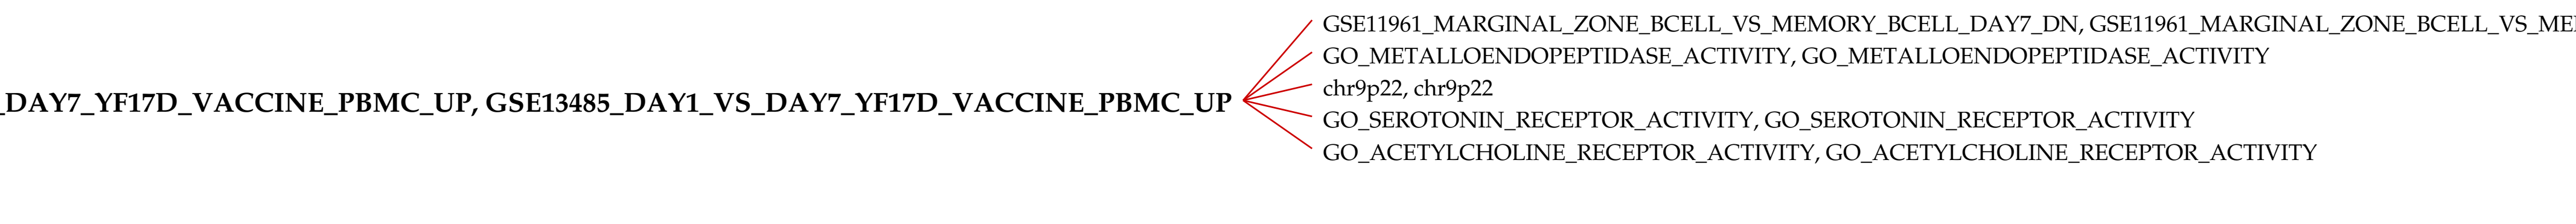 GSE11961_MARGINAL_ZONE_BCELL_VS_MEMORY_BCELL_DAY7_DN, GSE11961_MARGINAL_ZONE_BCELL_VS_ME
GO_METALLOENDOPEPTIDASE_ACTIVITY, GO_METALLOENDOPEPTIDASE_ACTIVITY
chr9p22, chr9p22
_DAY7_YF17D_VACCINE_PBMC_UP, GSE13485_DAY1_VS_DAY7_YF17D_VACCINE_PBMC_UP
GO_SEROTONIN_RECEPTOR_ACTIVITY, GO_SEROTONIN_RECEPTOR_ACTIVITY
GO_ACETYLCHOLINE_RECEPTOR_ACTIVITY, GO_ACETYLCHOLINE_RECEPTOR_ACTIVITY